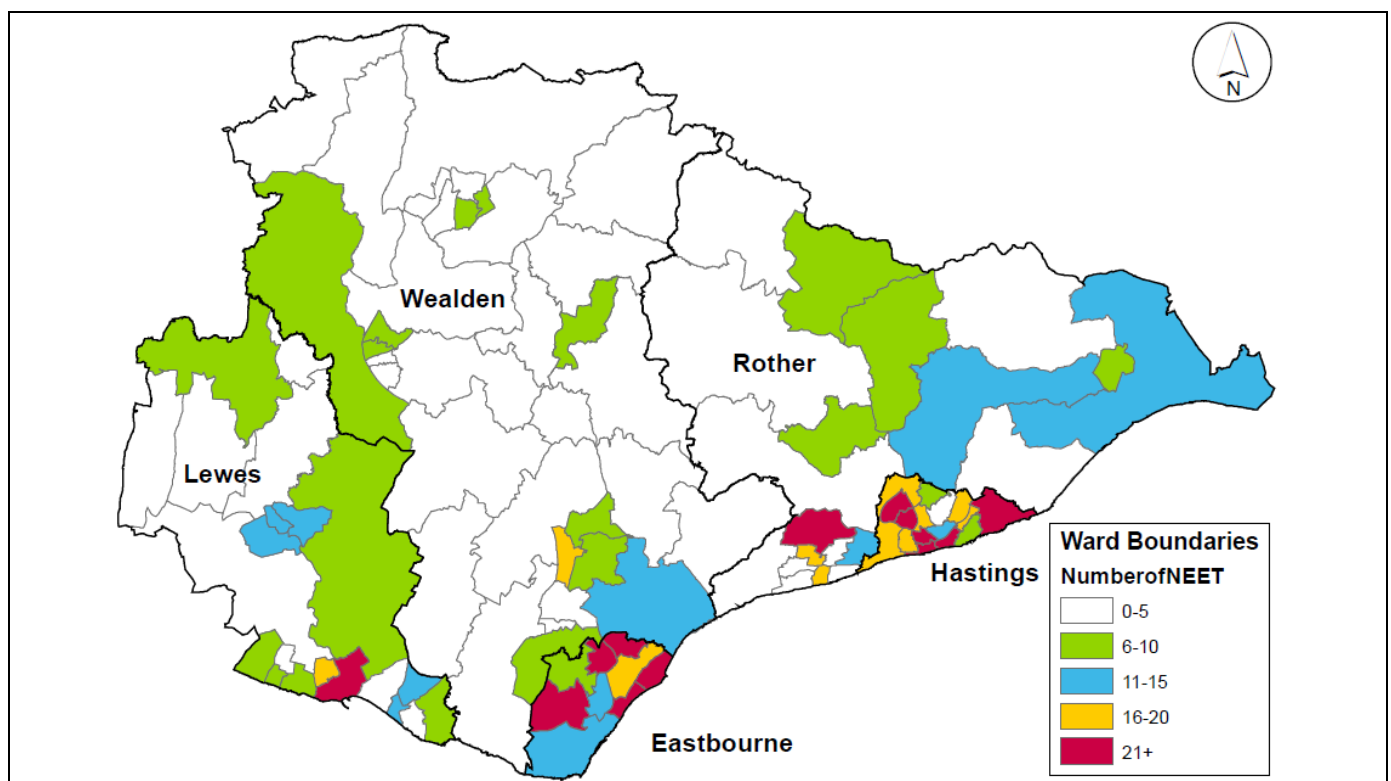 N
Wealden
Rother
Lewes
Hastings
Eastbourne
Ward Boundaries
NumberofNEET
0-5
6-10
11-15
16-20
21+